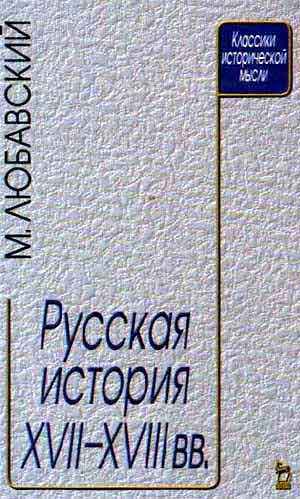 М. ЛЮБАВСКИЙ
Классики
исторической
мысли
Русская
история
XVII–XVIII вв.